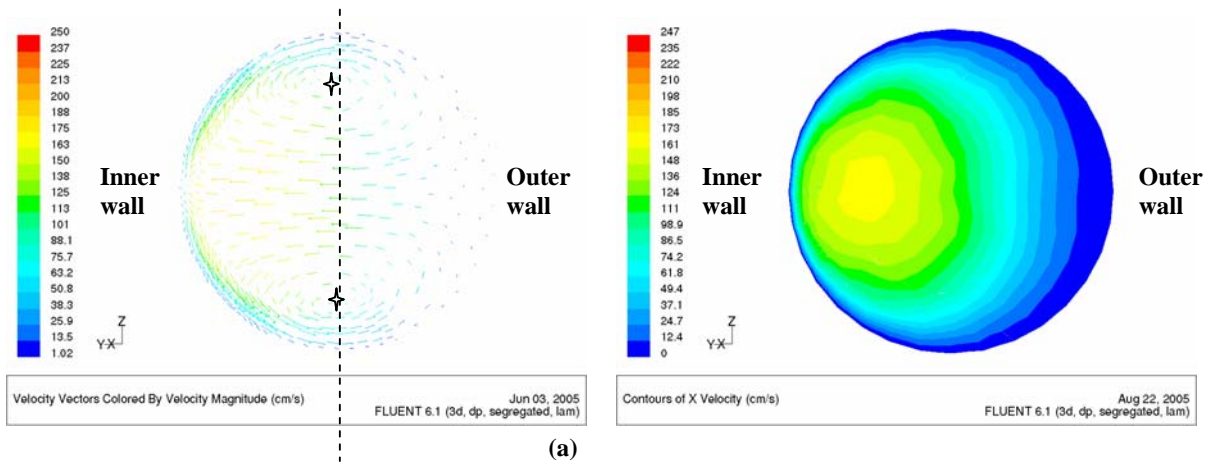 250
237
225
213
200
188
175
163
150
138
125
113
101
88.1
75.7
63.2
50.8
38.3
25.9
13.5
1.02
Inner
wall
Outer
wall
Z
Y X
Velocity Vectors Colored By Velocity Magnitude (cm/s)
Jun 03, 2005
FLUENT 6.1 (3d, dp, segregated, lam)
247
235
222
210
198
185
173
161
148
136
124
111
98.9
86.5
74.2
61.8
49.4
37.1
24.7
12.4
0
Inner
wall
Outer
wall
Z
Y X
Contours of X Velocity (cm/s)
Aug 22, 2005
FLUENT 6.1 (3d, dp, segregated, lam)
(a)